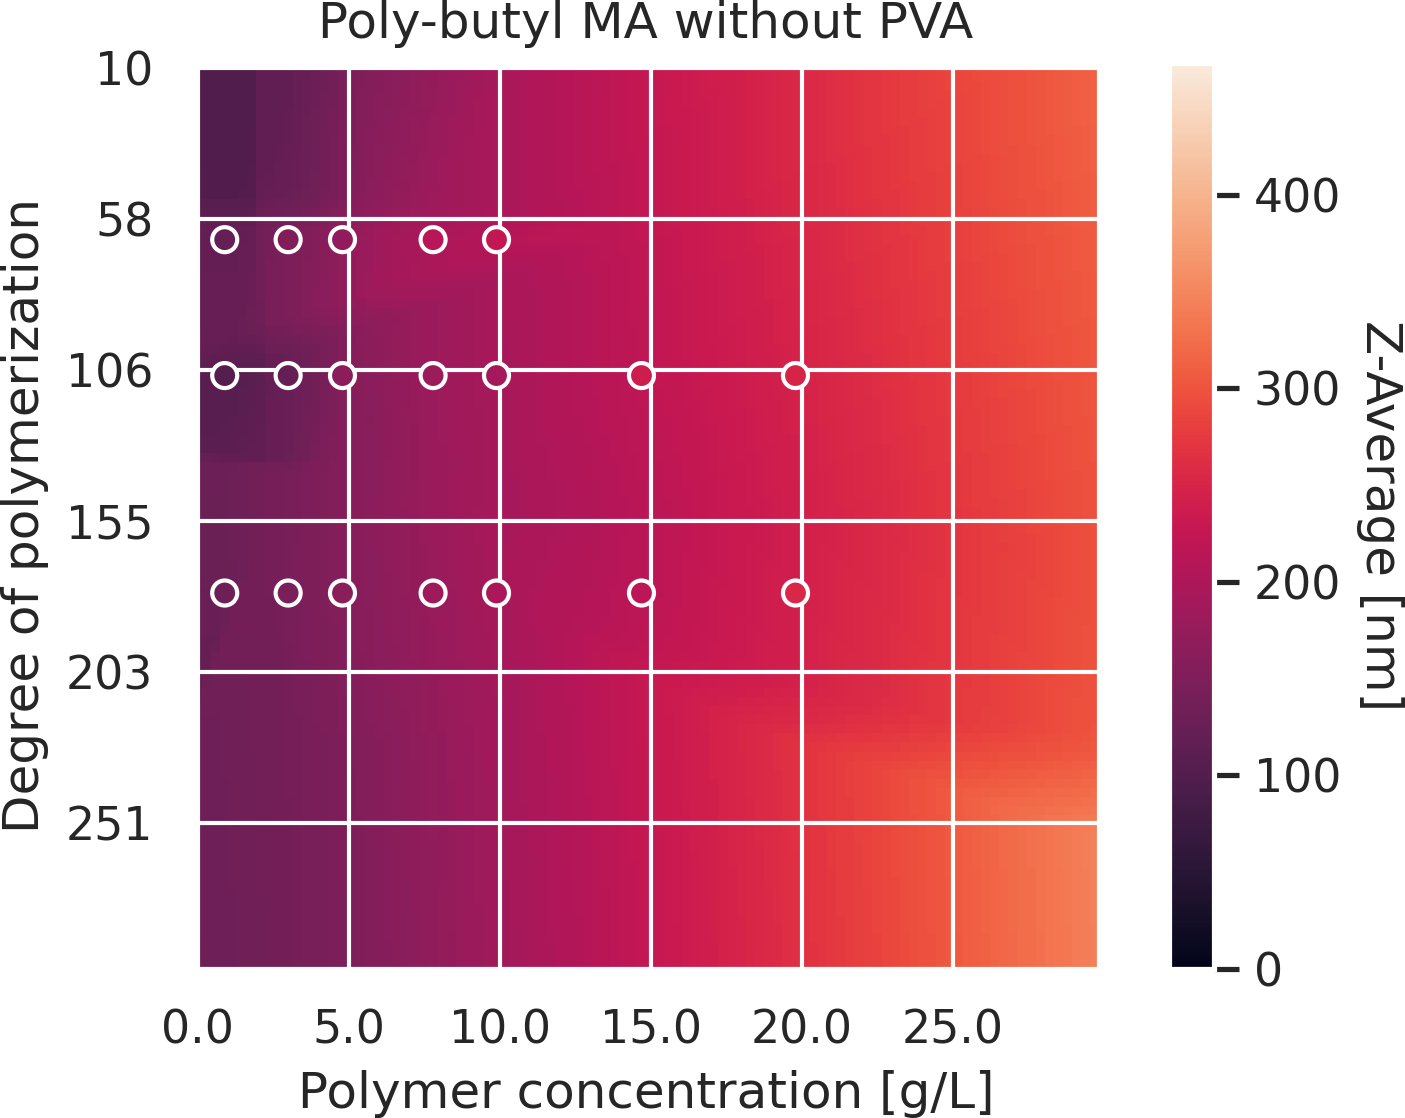 Poly-butyl MA without PVA
10
58
106
155
203
251
Degree of polymerization
0.0 5.0 10.0 15.0 20.0 25.0
Polymer concentration [g/L]
400
300
200
100
0
Z-Average [nm]